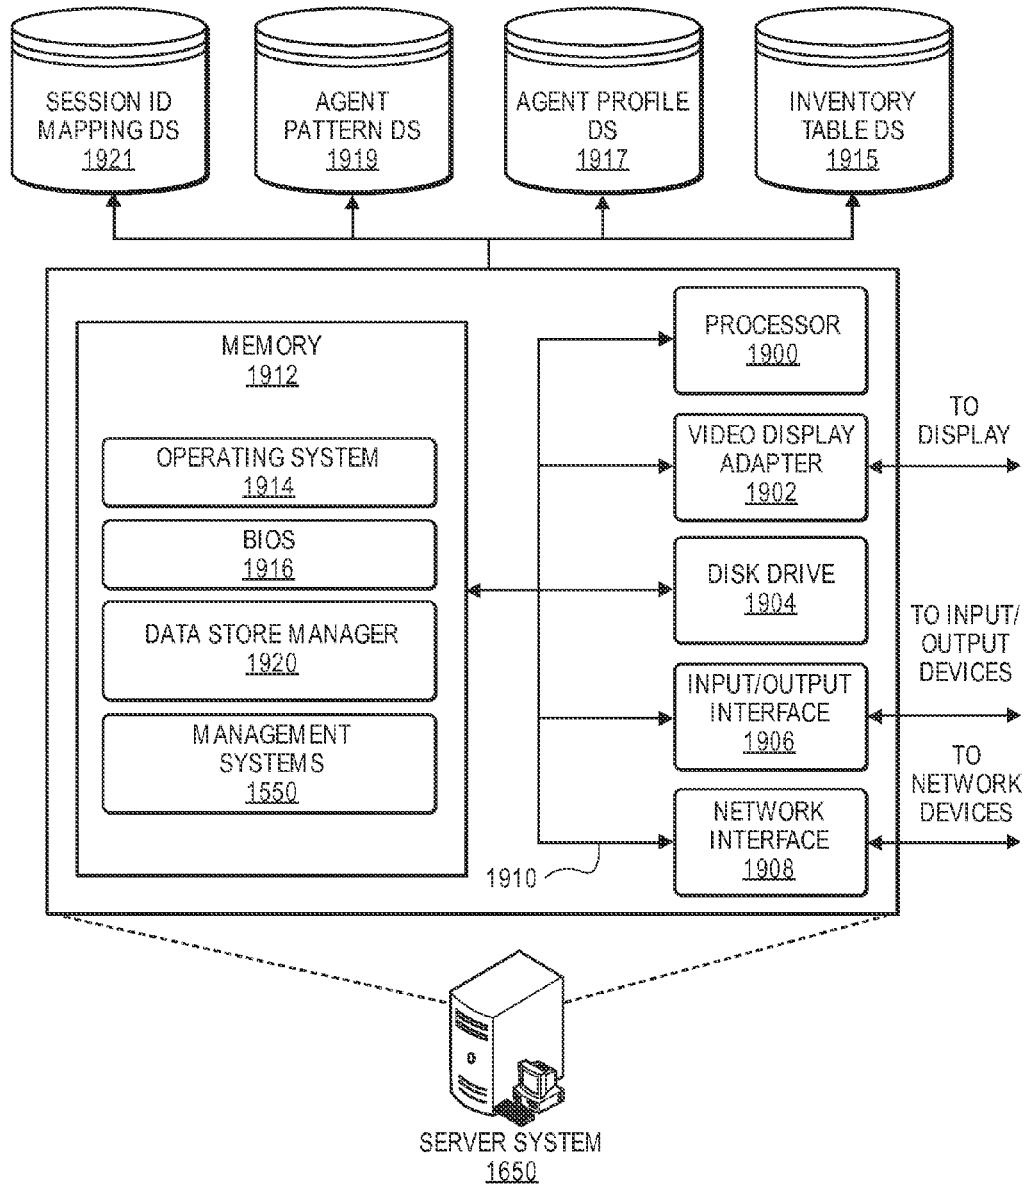 SESSION ID
MAPPING DS
1921
AGENT
PATTERN DS
1919
AGENT PROFILE
DS
1917
INVENTORY
TABLE DS
1915
MEMORY
1912
OPERATING SYSTEM
1914
BIOS
1916
DATA STORE MANAGER
1920
MANAGEMENT
SYSTEMS
1550
PROCESSOR
1900
VIDEO DISPLAY
ADAPTER
1902
DISK DRIVE
1904
INPUT/OUTPUT
INTERFACE
1906
NETWORK
INTERFACE
1908
1910
TO
DISPLAY
TO INPUT/
OUTPUT
DEVICES
TO
NETWORK
DEVICES
SERVER SYSTEM
1650